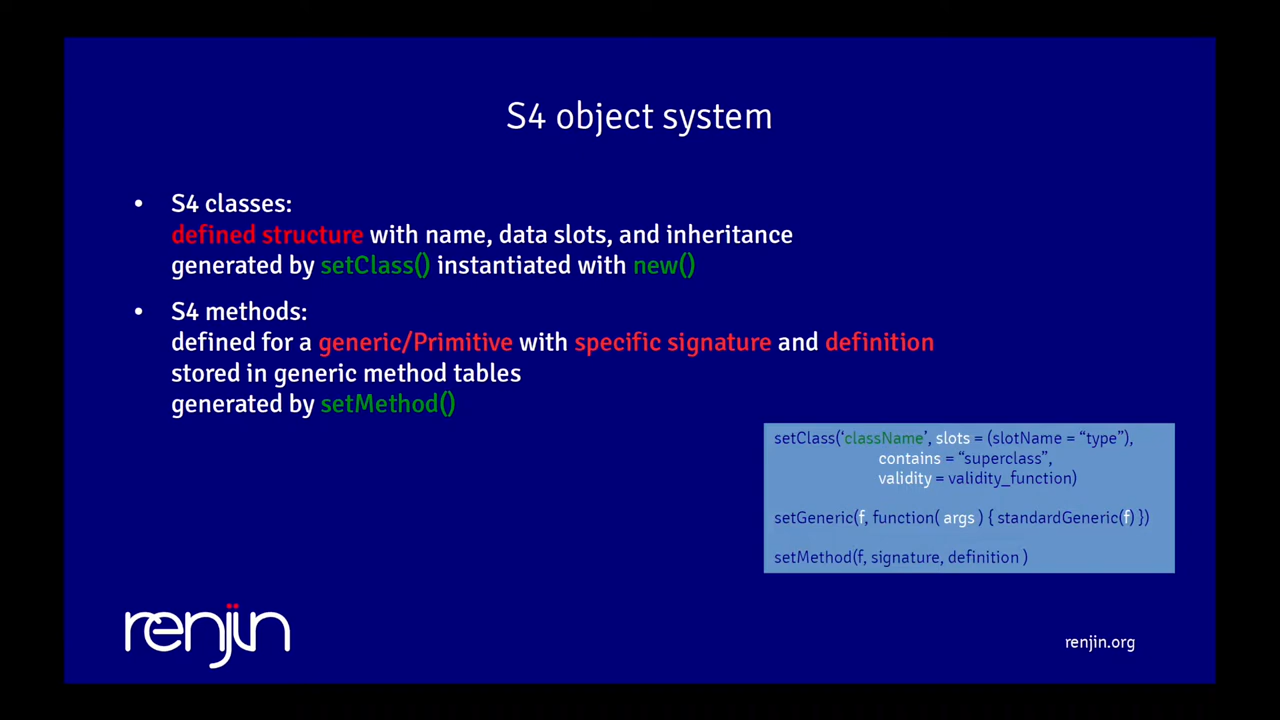 S4 object system
• S4 classes:
defined structure with name, data slots, and inheritance
generated by setClass() instantiated with new()
• S4 methods:
defined for a generic/Primitive with specific signature and definition
stored in generic method tables
generated by setMethod()
setClass(‘className’, slots = (slotName = “type”),
contains = “superclass”,
validity = validity_function)
setGeneric(f, function( args ) { standardGeneric(f) })
setMethod(f, signature, definition )
renjin
renjin.org